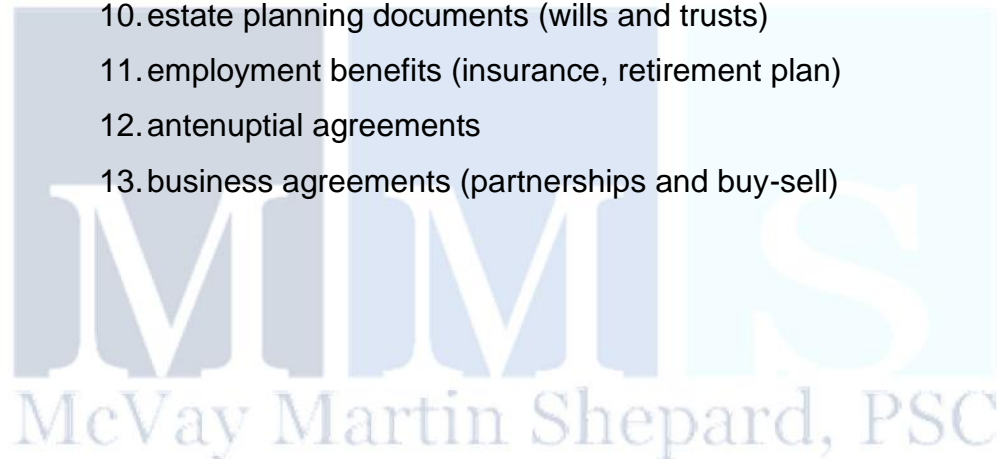 10. estate planning documents (wills and trusts)
11. employment benefits (insurance, retirement plan)
12. antenuptial agreements
13. business agreements (partnerships and buy-sell)
M M S
McVay Martin Shepard, PSC